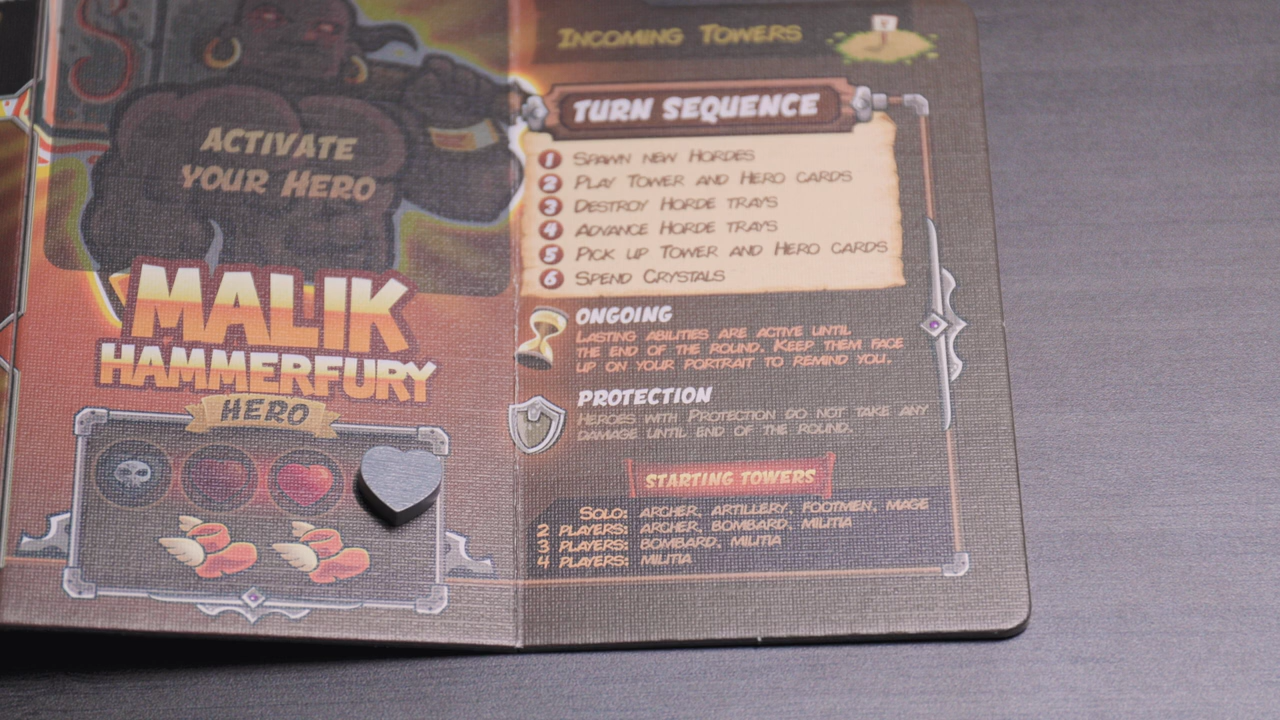 ACTIVATE
YOUR HERO
MALIK
HAMMERFURY
HERO
INCOMING TOWERS
TURN SEQUENCE
1 SPAWN NEW HORDES
2 PLAY TOWER AND HERO CARDS
3 DESTROY HORDE TRAYS
4 ADVANCE HORDE TRAYS
5 PICK UP TOWER AND HERO CARDS
6 SPEND CRYSTALS
ONGOING
LASTING ABILITIES ARE ACTIVE UNTIL
THE END OF THE ROUND. KEEP THEM FACE
UP ON YOUR PORTRAIT TO REMIND YOU.
PROTECTION
HEROES WITH PROTECTION DO NOT TAKE ANY
DAMAGE UNTIL END OF THE ROUND.
STARTING TOWERS
SOLO: ARCHER, ARTILLERY, FOOTMEN, MAGE
2 PLAYERS: ARCHER, BOMBARD, MILITIA
3 PLAYERS: BOMBARD, MILITIA
4 PLAYERS: MILITIA